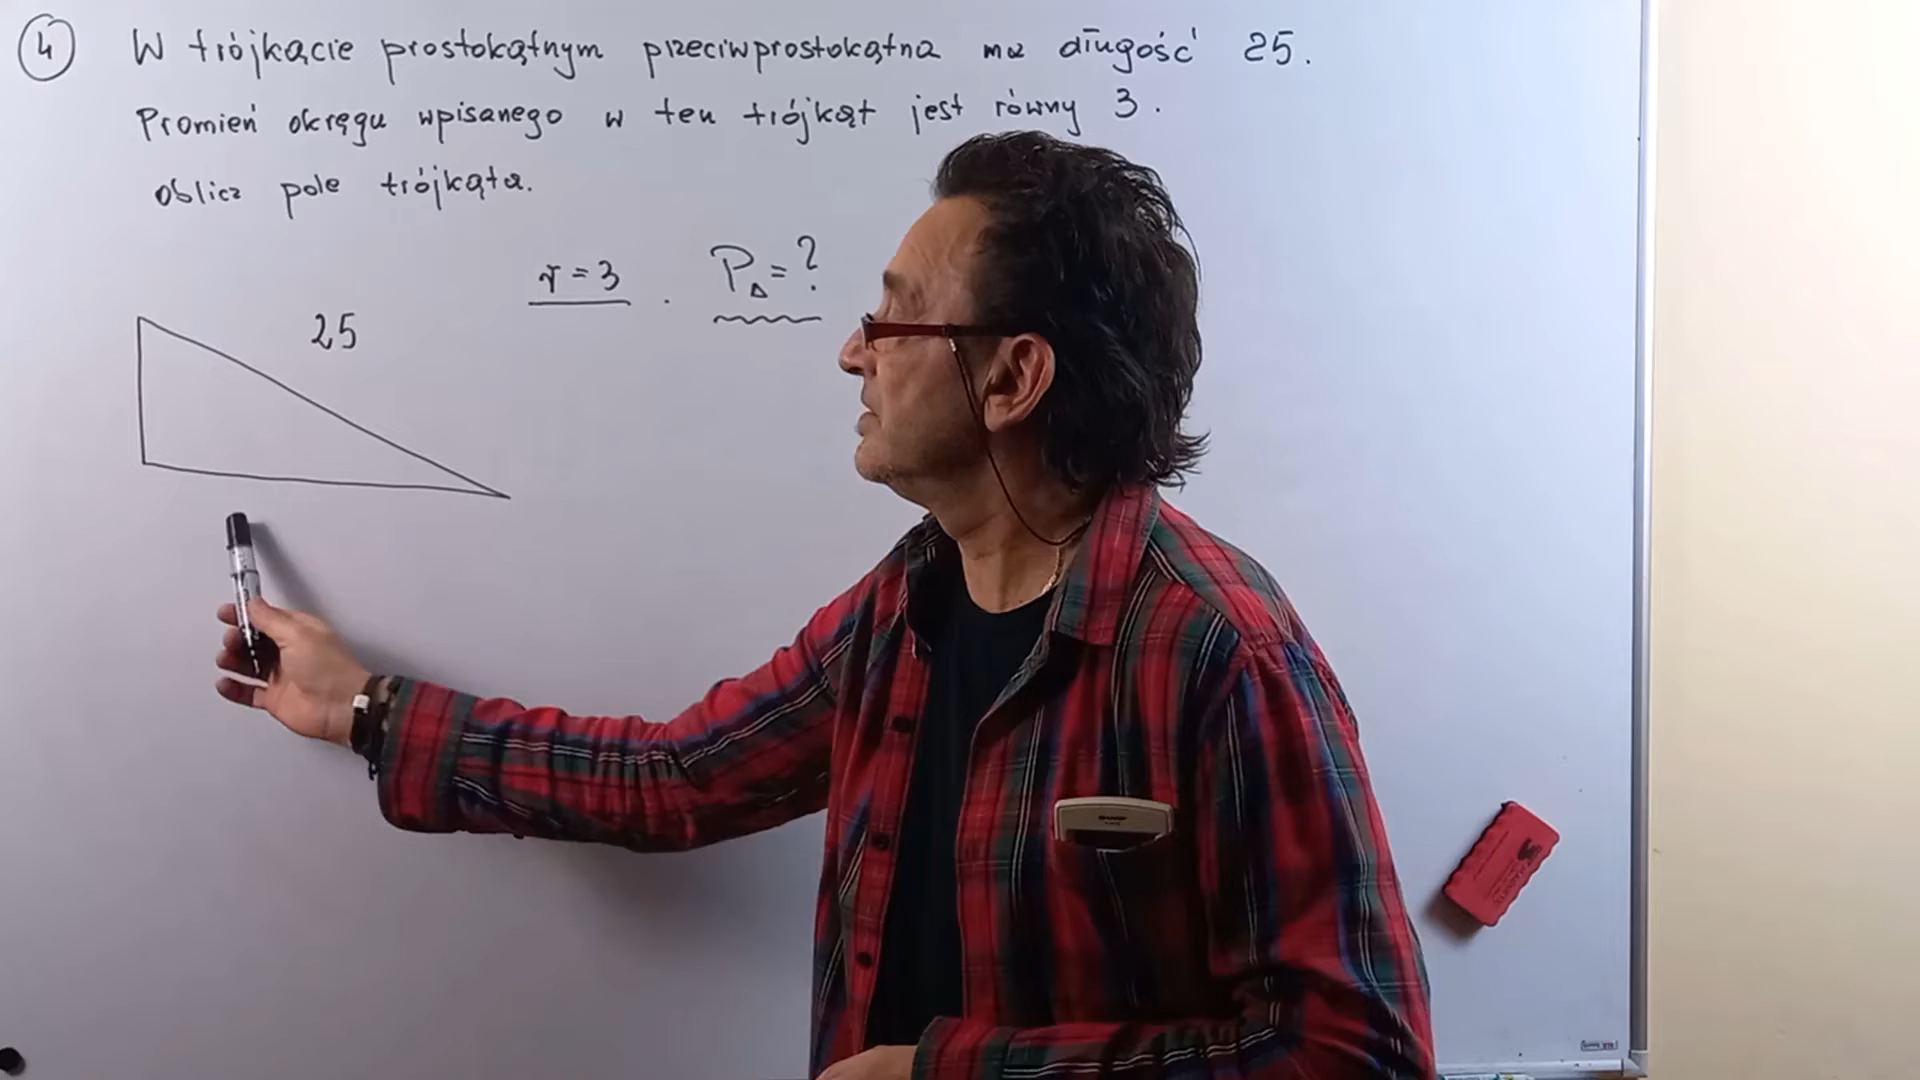 4 W trójkącie prostokątnym przeciwprostokątna ma długość 25.
Promień okręgu wpisanego w ten trójkąt jest równy 3.
Oblicz pole trójkąta.
r = 3. P△ = ?
25
SHARP